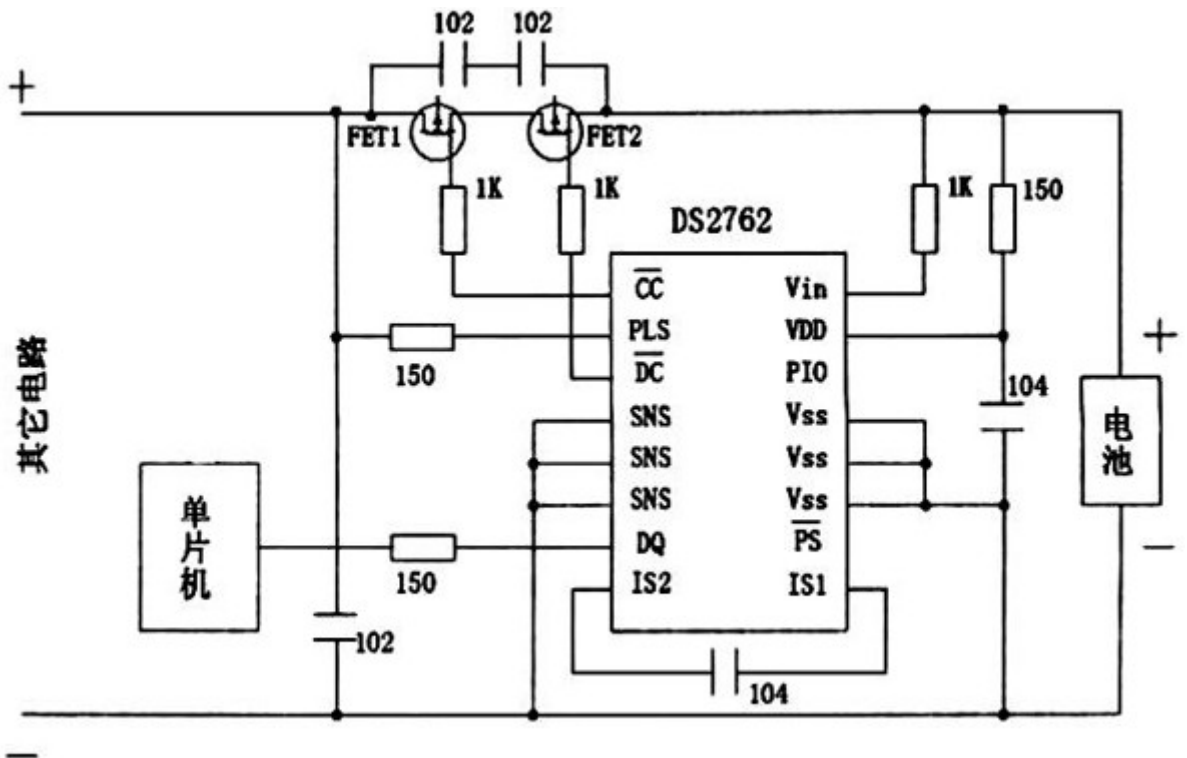 102 102
+
FET1 FET2
1K 1K 1K 150
DS2762
CC Vin
PLS VDD
150
DC PIO
104
SNS Vss
SNS Vss
SNS Vss
DQ PS
150
IS2 IS1
102
104
其它电路
单片机
+
电池
—
—